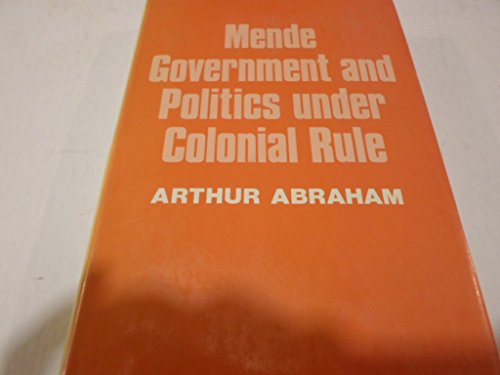 Mende
Government and
Politics under
Colonial Rule
ARTHUR ABRAHAM